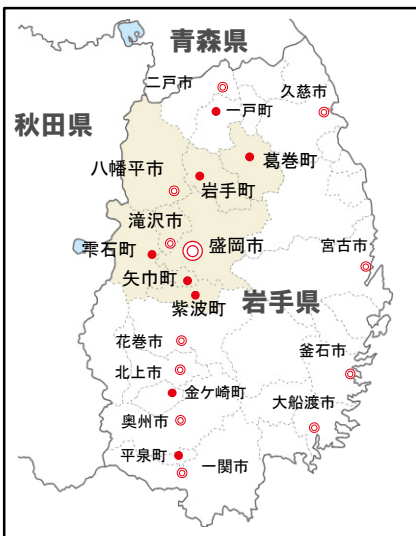 青森県
二戸市
久慈市
一戸町
秋田県
葛巻町
八幡平市
岩手町
滝沢市
盛岡市
宮古市
雫石町
矢巾町
紫波町
岩手県
花巻市
釜石市
北上市
金ケ崎町
大船渡市
奥州市
平泉町
一関市